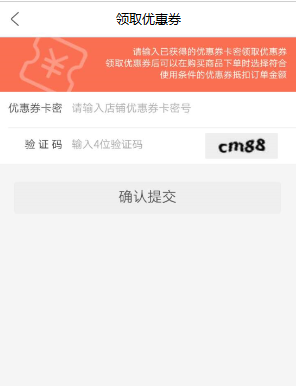 领取优惠券
请输入已获得的优惠券卡密领取优惠券
领取优惠券后可以在购买商品下单时选择符合
使用条件的优惠券抵扣订单金额
优惠券卡密 请输入店铺优惠券卡密号
验 证 码 输入4位验证码 cm88
确认提交